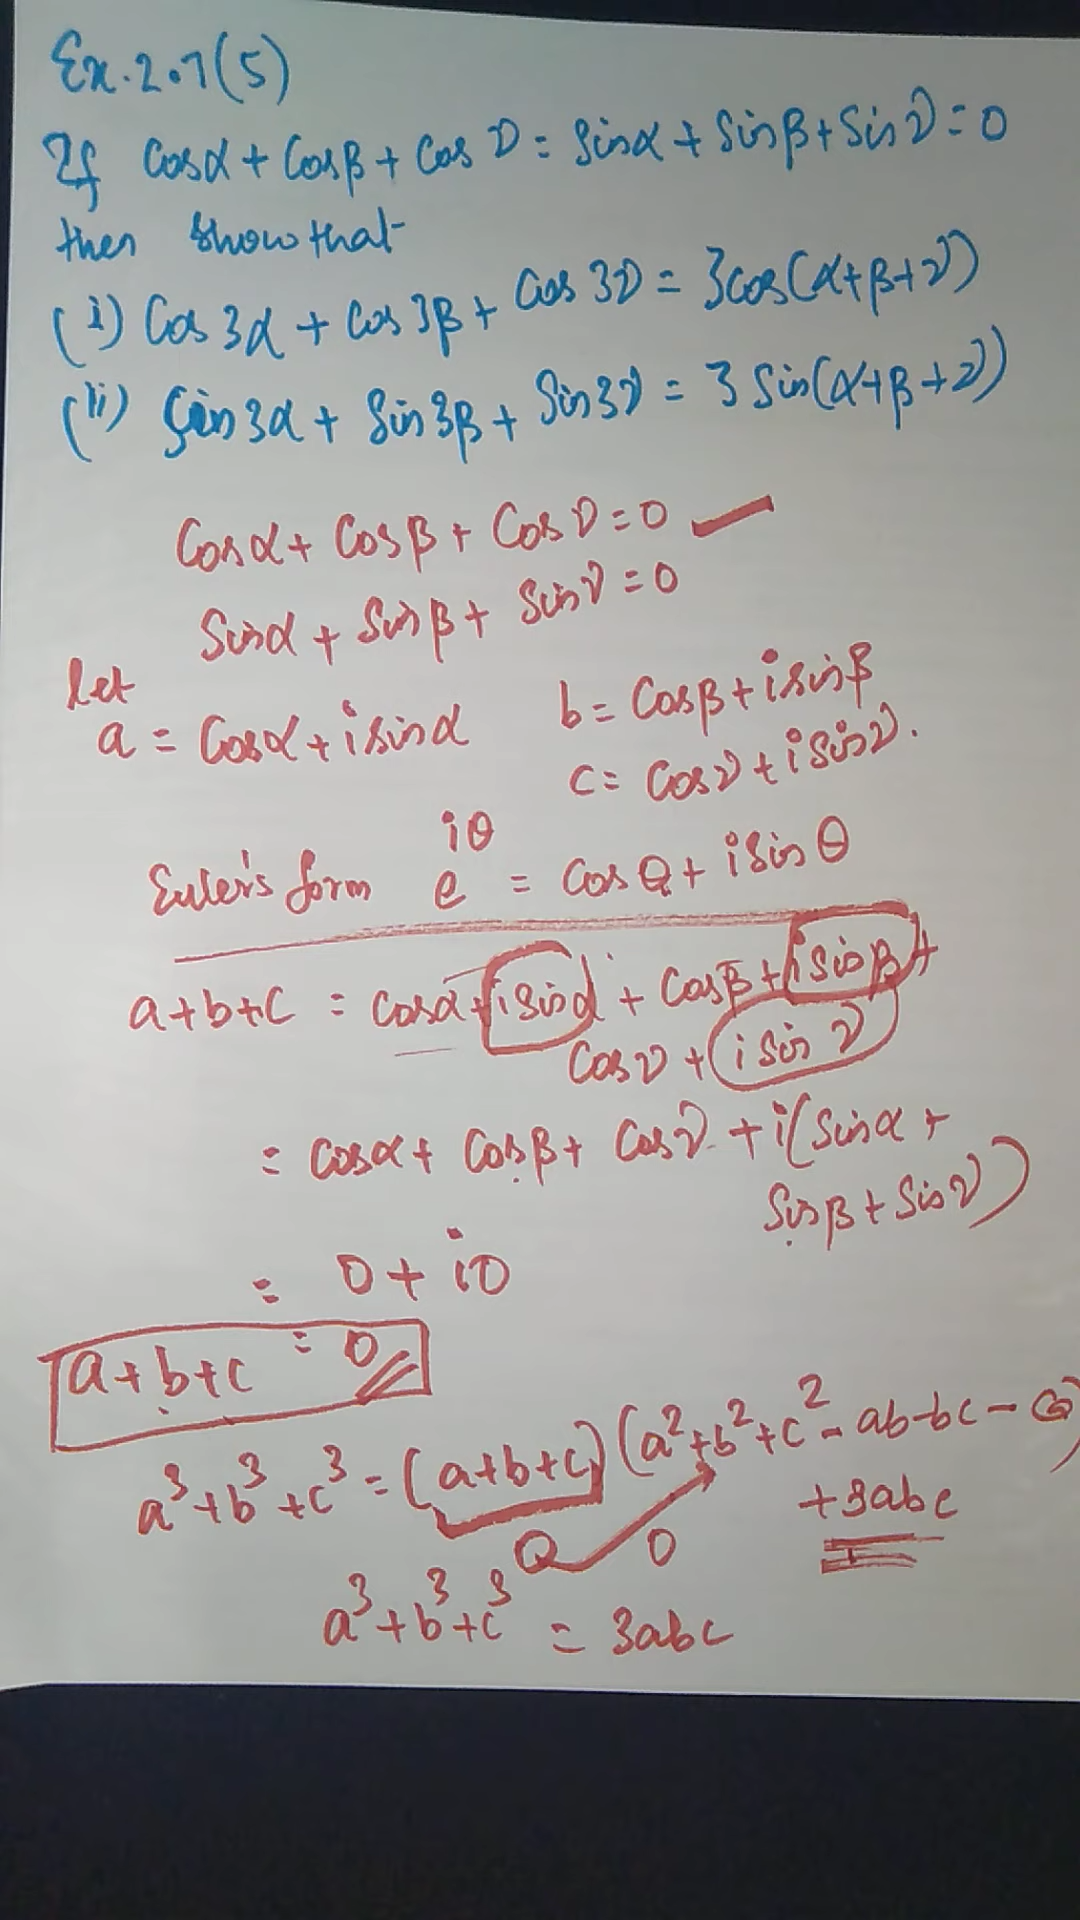 Ex.2.7(5)
If Cosα + Cosβ + Cos γ = Sinα + Sinβ + Sin γ = 0
then show that
(i) Cos 3α + Cos 3β + Cos 3γ = 3cos(α+β+γ)
(ii) Sin 3α + Sin 3β + Sin 3γ = 3 Sin(α+β+γ)
Cosα + Cosβ + Cos γ = 0
Sinα + Sinβ + Sin γ = 0
Let
a = Cosα + i sinα b = Cosβ + i sinβ
c = Cosγ + i Sinγ.
Euler's form e^{iθ} = Cos θ + i Sin θ
a+b+c = cosα + i Sinα + Cosβ + i Sinβ +
Cosγ + i Sin γ
= Cosα + Cosβ + Cosγ + i(Sinα +
Sinβ + Sinγ)
= 0 + i0
a+b+c = 0
a³+b³+c³ = (a+b+c) (a²+b²+c² - ab-bc-ca)
+3abc
0 0
a³+b³+c³ = 3abc